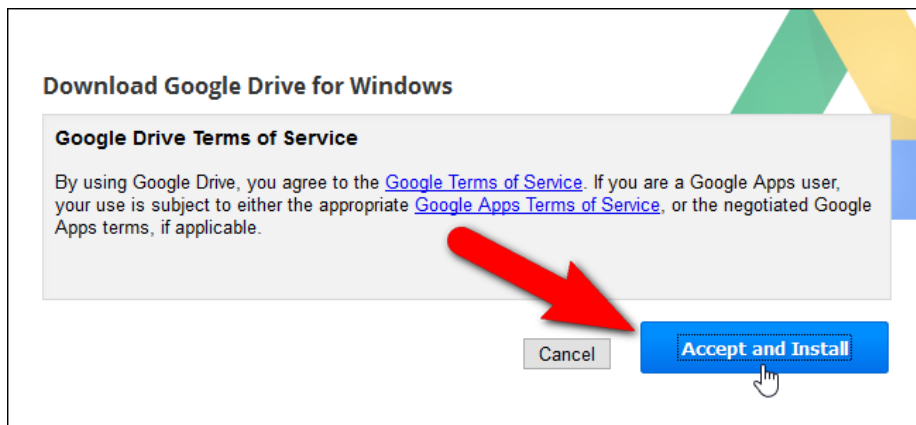 Download Google Drive for Windows
Google Drive Terms of Service
By using Google Drive, you agree to the Google Terms of Service. If you are a Google Apps user,
your use is subject to either the appropriate Google Apps Terms of Service, or the negotiated Google
Apps terms, if applicable.
Cancel
Accept and Install